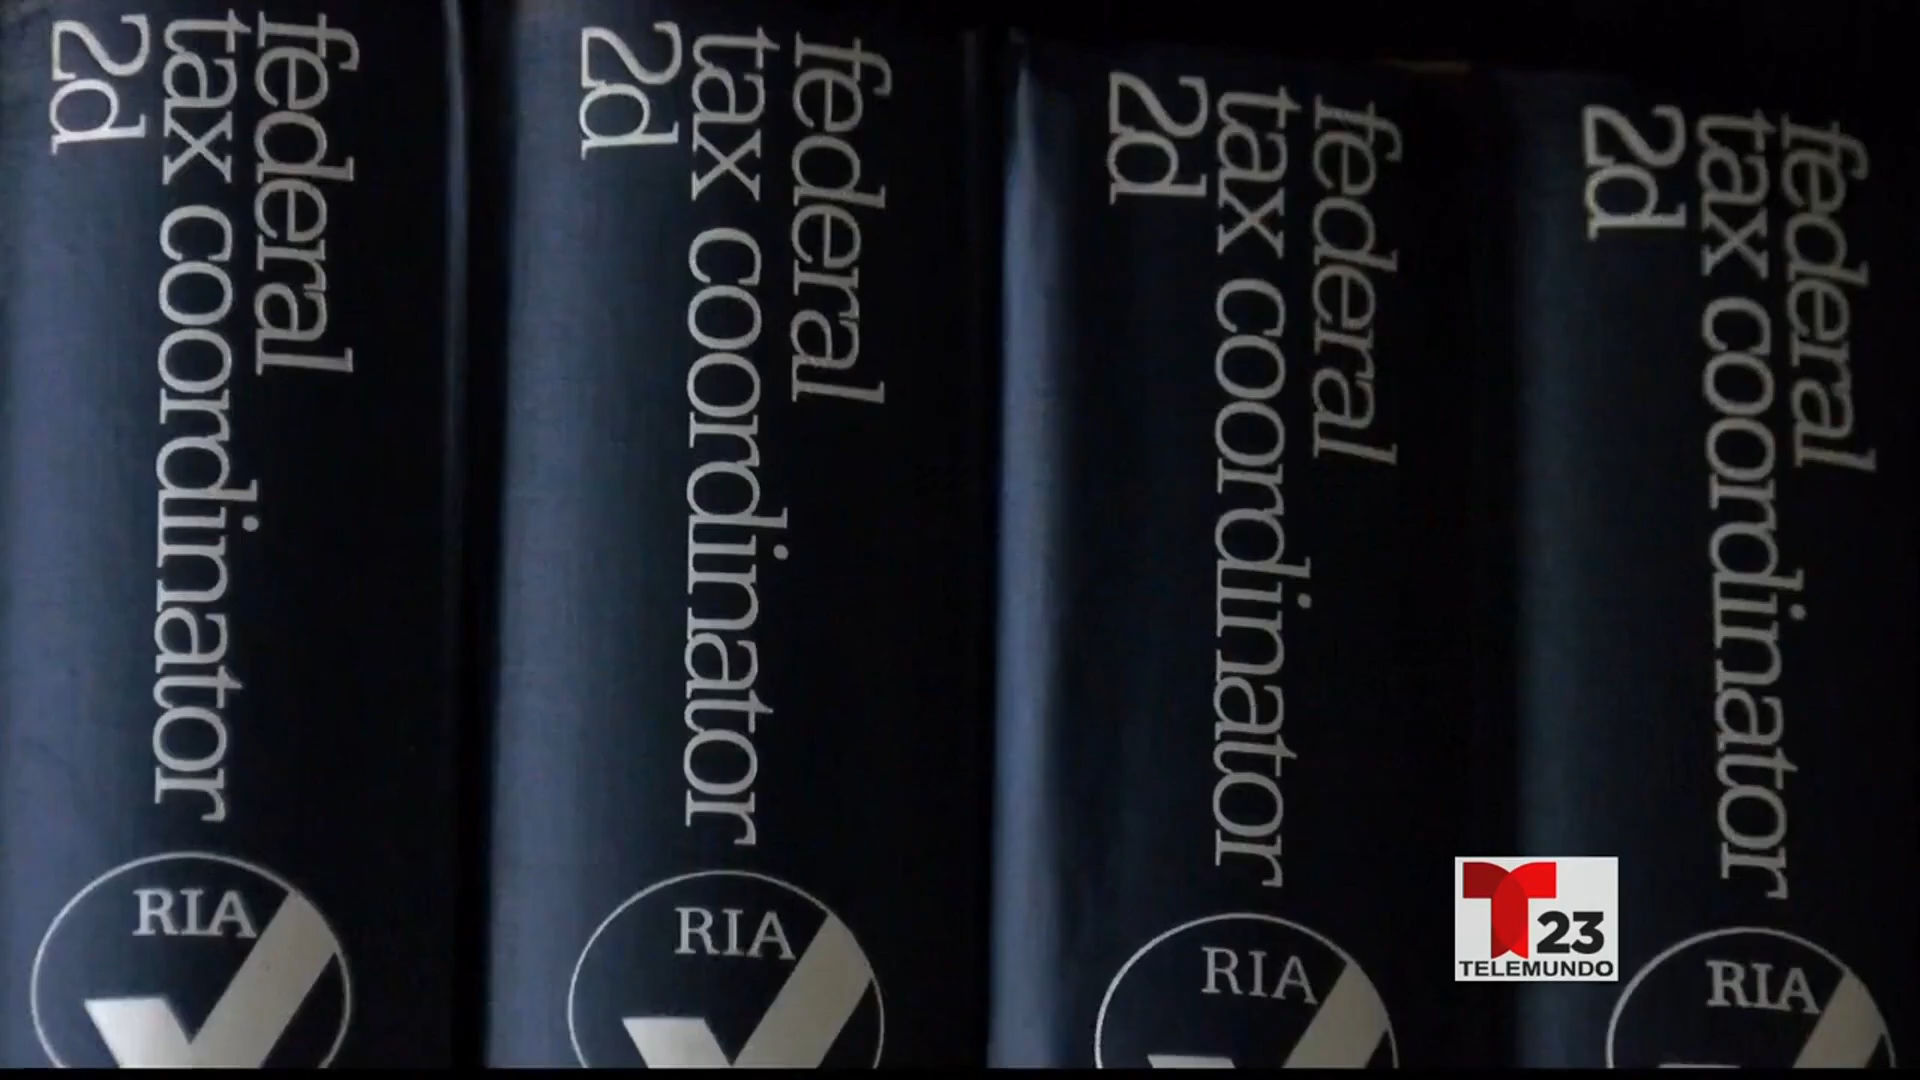 federal
tax coordinator
2d
RIA
federal
tax coordinator
2d
RIA
federal
tax coordinator
2d
RIA
federal
tax coordinator
2d
RIA
T 23
TELEMUNDO